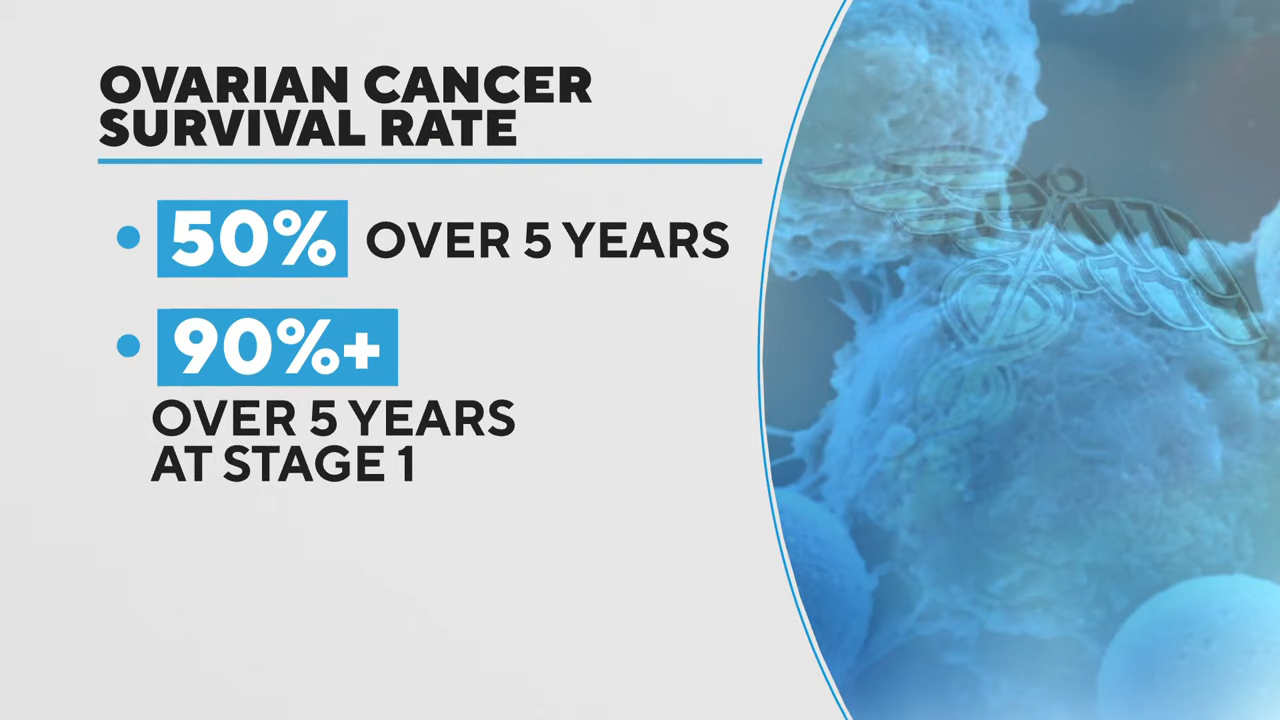 OVARIAN CANCER
SURVIVAL RATE
50% OVER 5 YEARS
90%+
OVER 5 YEARS
AT STAGE 1